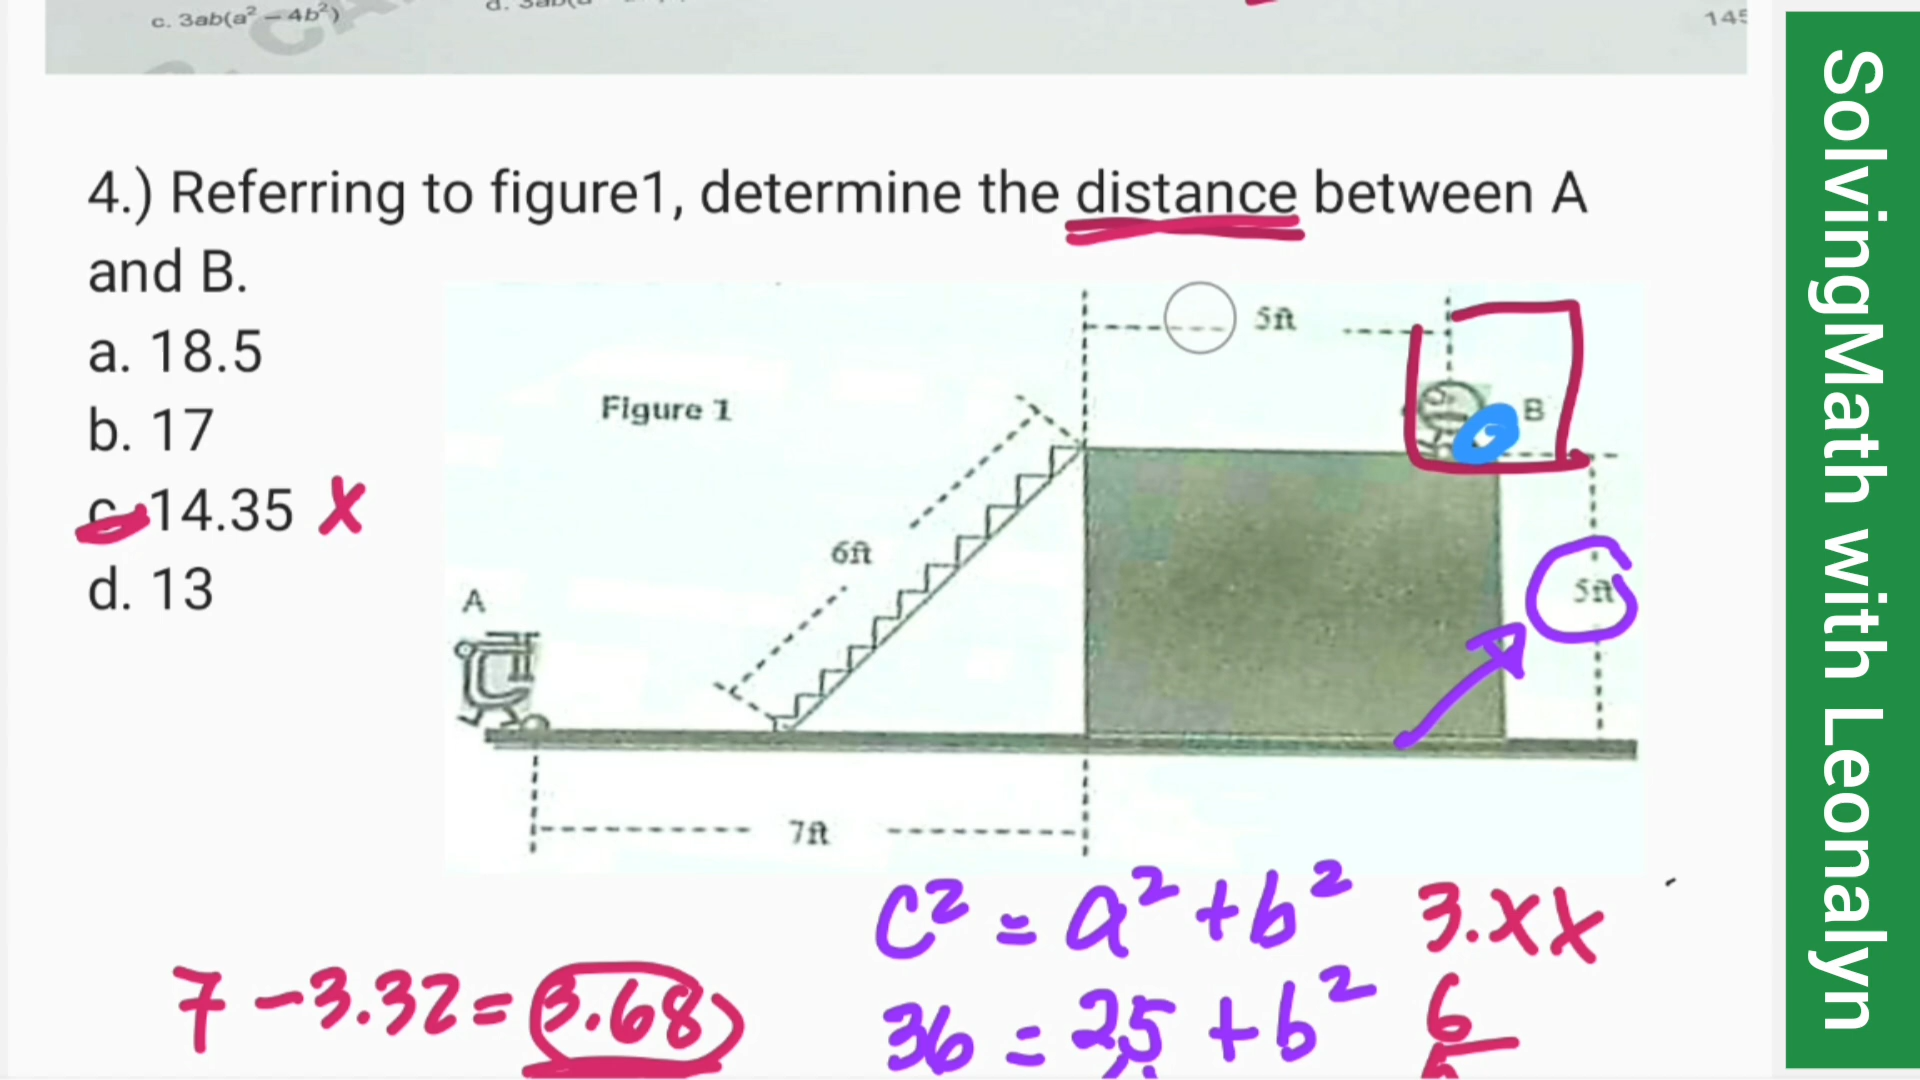 c. 3ab(a² – 4b²)
145
4.) Referring to figure1, determine the distance between A
and B.
a. 18.5
b. 17
c. 14.35 X
d. 13
5ft
Figure 1
B
6ft
5ft
A
7ft
c² = a² + b²
3.xx
7 – 3.32 = 3.68
36 = 25 + b²
6
SolvingMath with Leonalyn